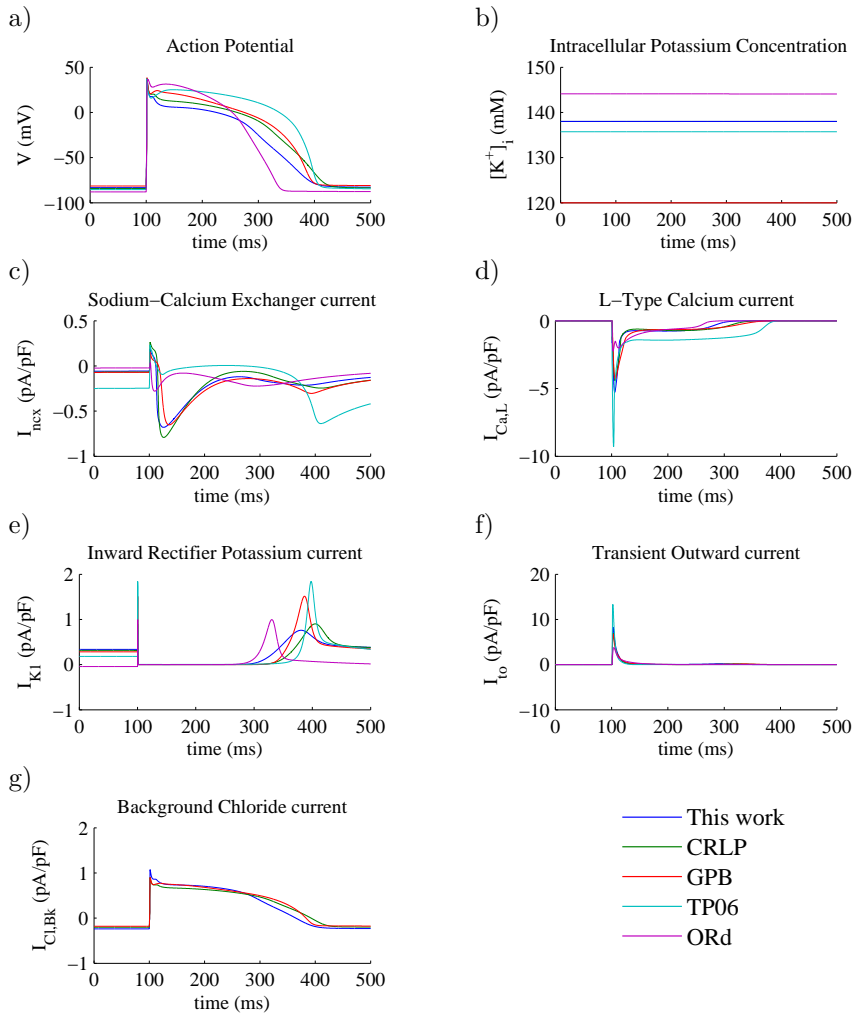 a)
Action Potential
V (mV)
50
0
−50
−100
0 100 200 300 400 500
time (ms)
b)
Intracellular Potassium Concentration
[K+]i (mM)
150
140
130
120
0 100 200 300 400 500
time (ms)
c)
Sodium−Calcium Exchanger current
Incx (pA/pF)
0.5
0
−0.5
−1
0 100 200 300 400 500
time (ms)
d)
L−Type Calcium current
ICa,L (pA/pF)
0
−5
−10
0 100 200 300 400 500
time (ms)
e)
Inward Rectifier Potassium current
IK1 (pA/pF)
2
1
0
−1
0 100 200 300 400 500
time (ms)
f)
Transient Outward current
Ito (pA/pF)
20
10
0
−10
0 100 200 300 400 500
time (ms)
g)
Background Chloride current
ICl,Bk (pA/pF)
2
1
0
−1
0 100 200 300 400 500
time (ms)
This work
CRLP
GPB
TP06
ORd